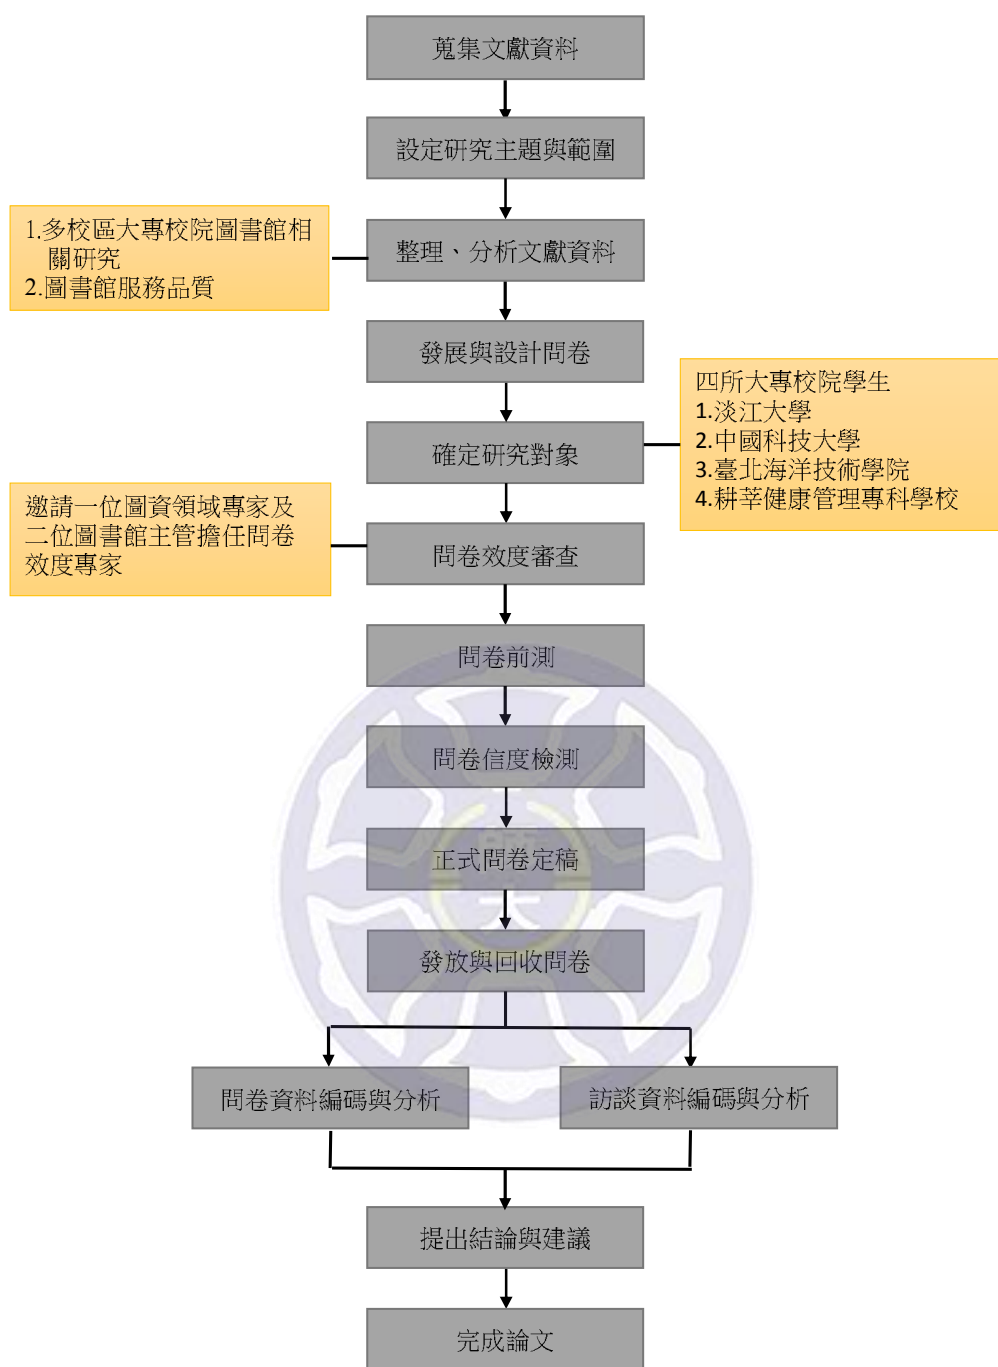 蒐集文獻資料
設定研究主題與範圍
1.多校區大專校院圖書館相
關研究
2.圖書館服務品質
整理、分析文獻資料
發展與設計問卷
四所大專校院學生
1.淡江大學
2.中國科技大學
3.臺北海洋技術學院
4.耕莘健康管理專科學校
確定研究對象
邀請一位圖資領域專家及
二位圖書館主管擔任問卷
效度專家
問卷效度審查
問卷前測
問卷信度檢測
正式問卷定稿
發放與回收問卷
問卷資料編碼與分析
訪談資料編碼與分析
提出結論與建議
完成論文